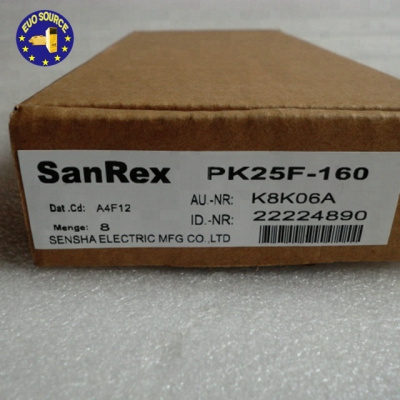 EUO SOURCE
SanRex PK25F-160
Dat.Cd: A4F12 AU.-NR: K8K06A
Menge: 8 ID.-NR: 22224890
SENSHA ELECTRIC MFG CO.,LTD